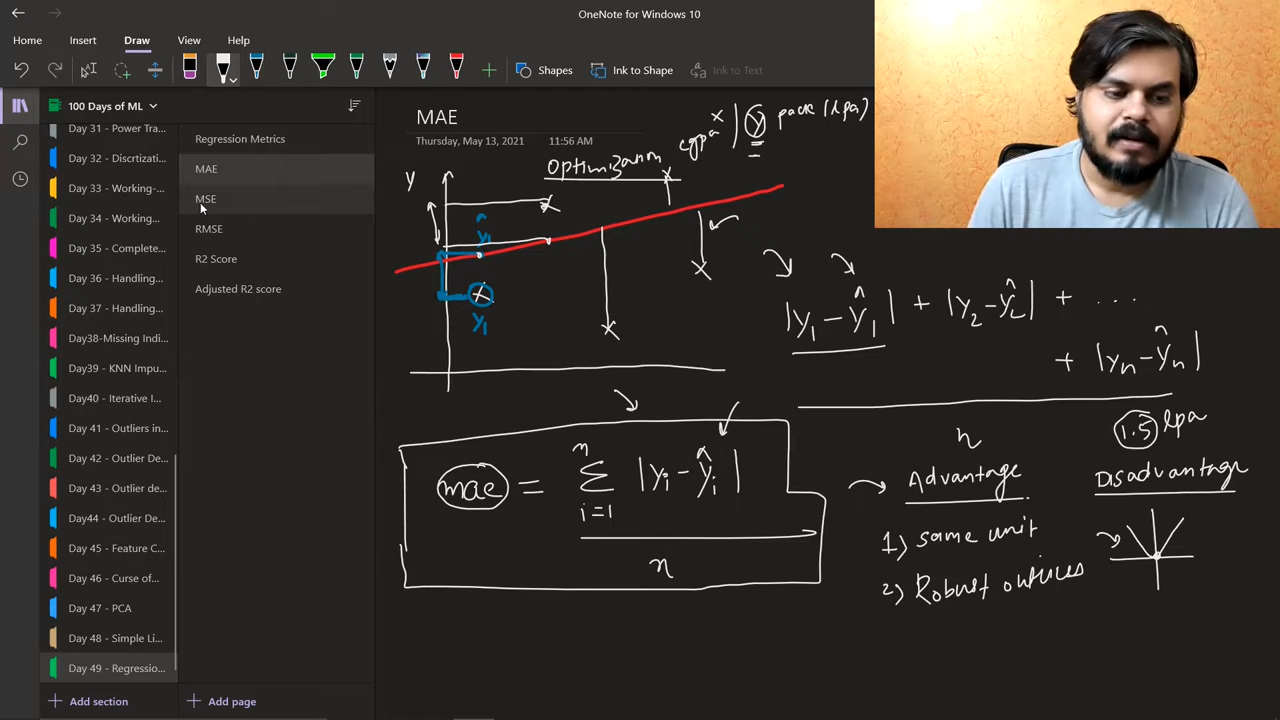 OneNote for Windows 10
Home Insert Draw View Help
Shapes Ink to Shape Ink to Text
100 Days of ML
Day 31 - Power Tra...
Day 32 - Discrtizati...
Day 33 - Working-...
Day 34 - Working...
Day 35 - Complete...
Day 36 - Handling...
Day 37 - Handling...
Day38-Missing Indi...
Day39 - KNN Impu...
Day40 - Iterative I...
Day 41 - Outliers in...
Day 42 - Outlier De...
Day 43 - Outlier de...
Day44 - Outlier De...
Day 45 - Feature C...
Day 46 - Curse of...
Day 47 - PCA
Day 48 - Simple Li...
Day 49 - Regressio...
Add section
Regression Metrics
MAE
MSE
RMSE
R2 Score
Adjusted R2 score
Add page
MAE
Thursday, May 13, 2021 11:56 AM
Optimization
cgpa x | y pack (lpa)
Y
ŷ1
y1
|y1 - ŷ1| + |y2 - ŷ2| + ...
+ |yn - ŷn|
n
1.5 lpa
mae = n Σ i=1 |yi - ŷi|
n
Advantage
1) same unit
2) Robust outliers
Disadvantage